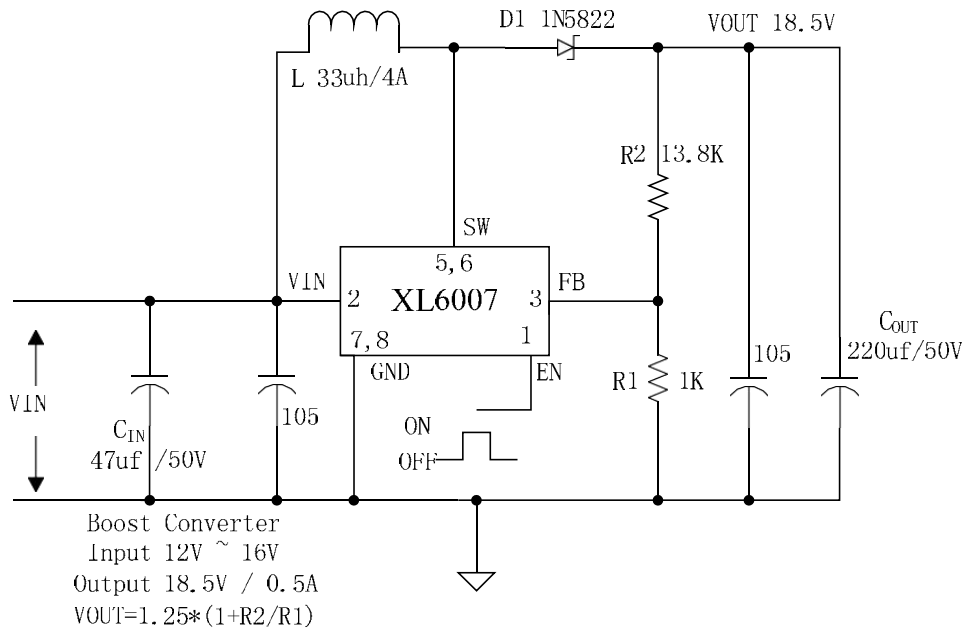 D1 1N5822
VOUT 18.5V
L 33uh/4A
R2 13.8K
SW
5,6
VIN
2
XL6007
3
FB
7,8
1
GND
EN
COUT
220uf/50V
105
R1
1K
VIN
CIN
47uf /50V
105
ON
OFF
Boost Converter
Input 12V ~ 16V
Output 18.5V / 0.5A
VOUT=1.25*(1+R2/R1)